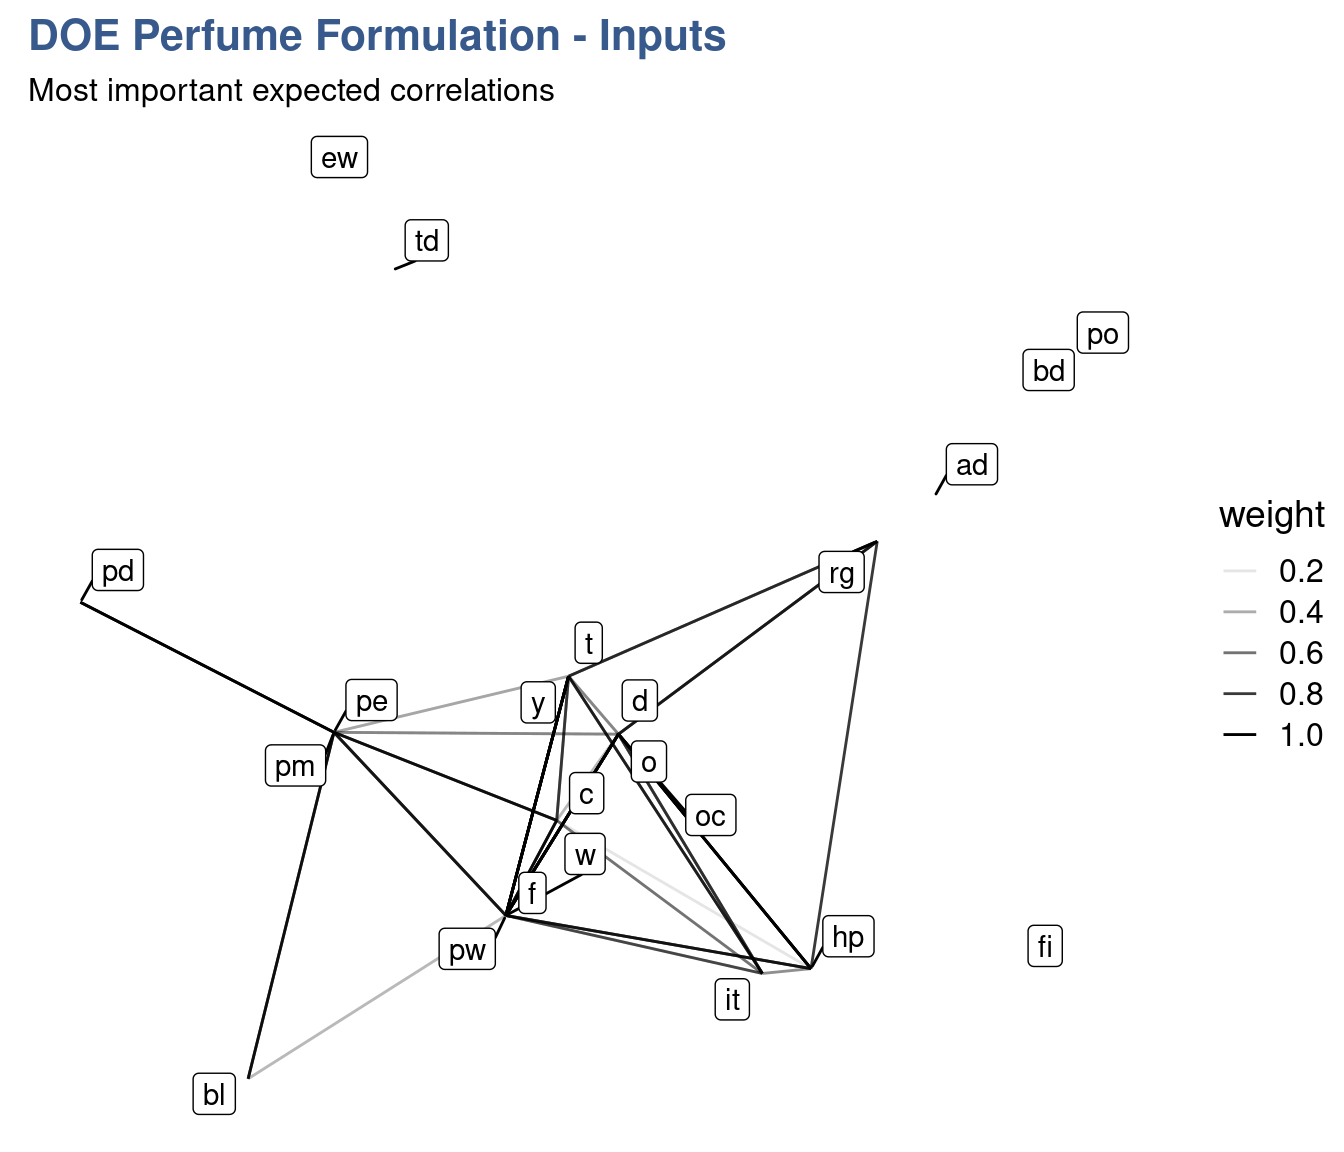 DOE Perfume Formulation - Inputs
Most important expected correlations
ew
td
po
bd
ad
weight
0.2
0.4
0.6
0.8
1.0
pd
rg
t
pe
y
d
pm
o
c
oc
w
f
pw
hp
fi
it
bl